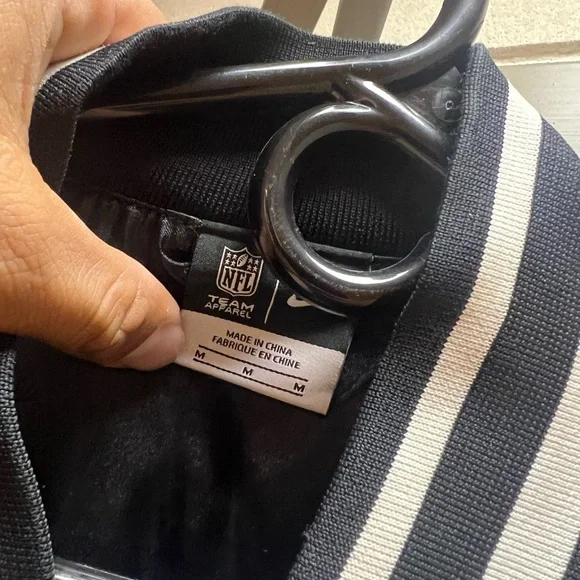 NFL
TEAM
APPAREL
MADE IN CHINA
FABRIQUE EN CHINE
M M M